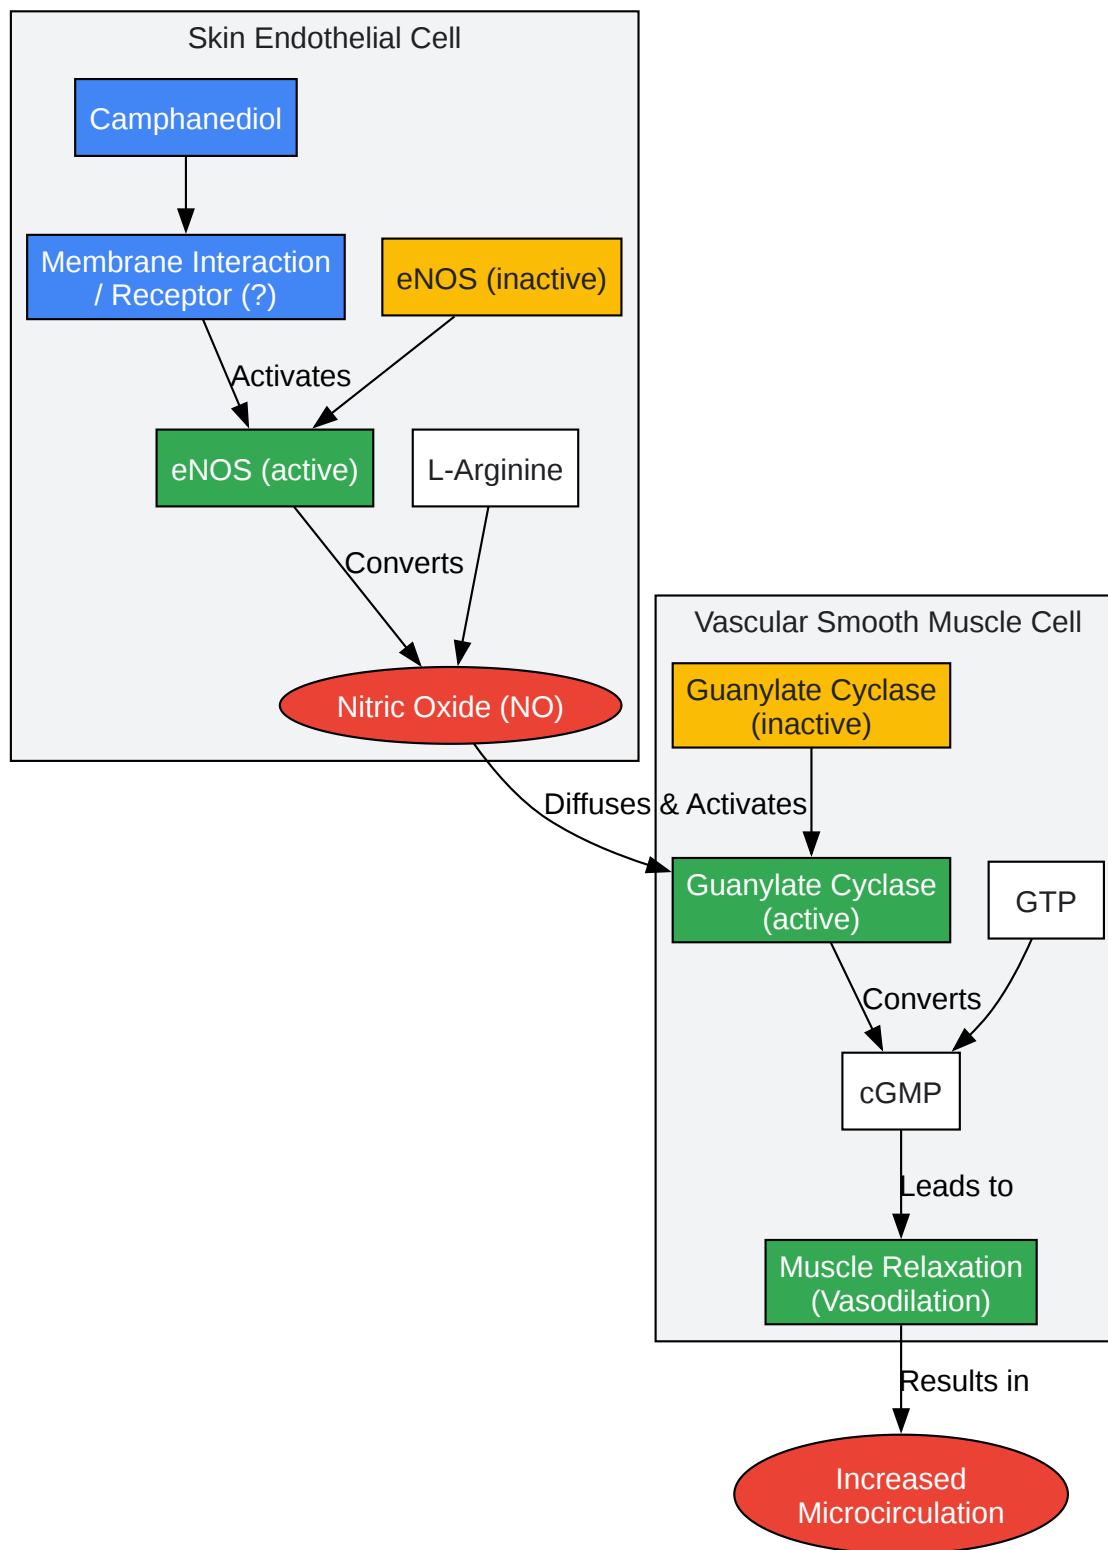 Skin Endothelial Cell
Camphanediol
Membrane Interaction
/ Receptor (?)
eNOS (inactive)
Activates
eNOS (active)
L-Arginine
Converts
Nitric Oxide (NO)
Vascular Smooth Muscle Cell
Guanylate Cyclase
(inactive)
Diffuses & Activates
Guanylate Cyclase
(active)
GTP
Converts
cGMP
Leads to
Muscle Relaxation
(Vasodilation)
Results in
Increased
Microcirculation